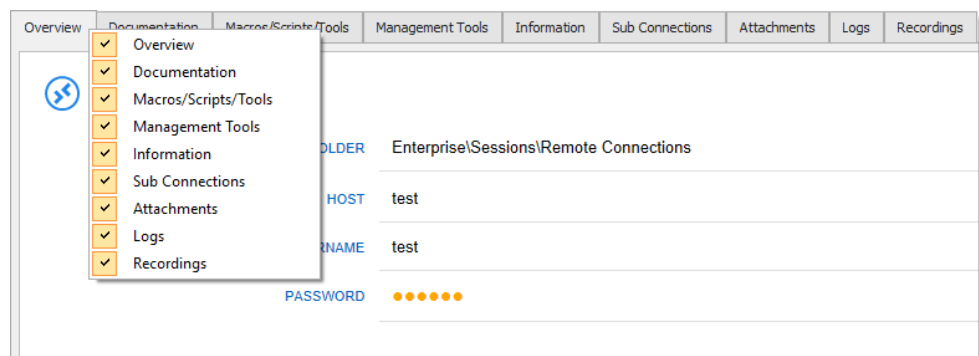 Overview Documentation Macros/Scripts/Tools Management Tools Information Sub Connections Attachments Logs Recordings
Overview
Documentation
Macros/Scripts/Tools
Management Tools
Information
Sub Connections
Attachments
Logs
Recordings
OLDER Enterprise\Sessions\Remote Connections
HOST test
RNAME test
PASSWORD ●●●●●●